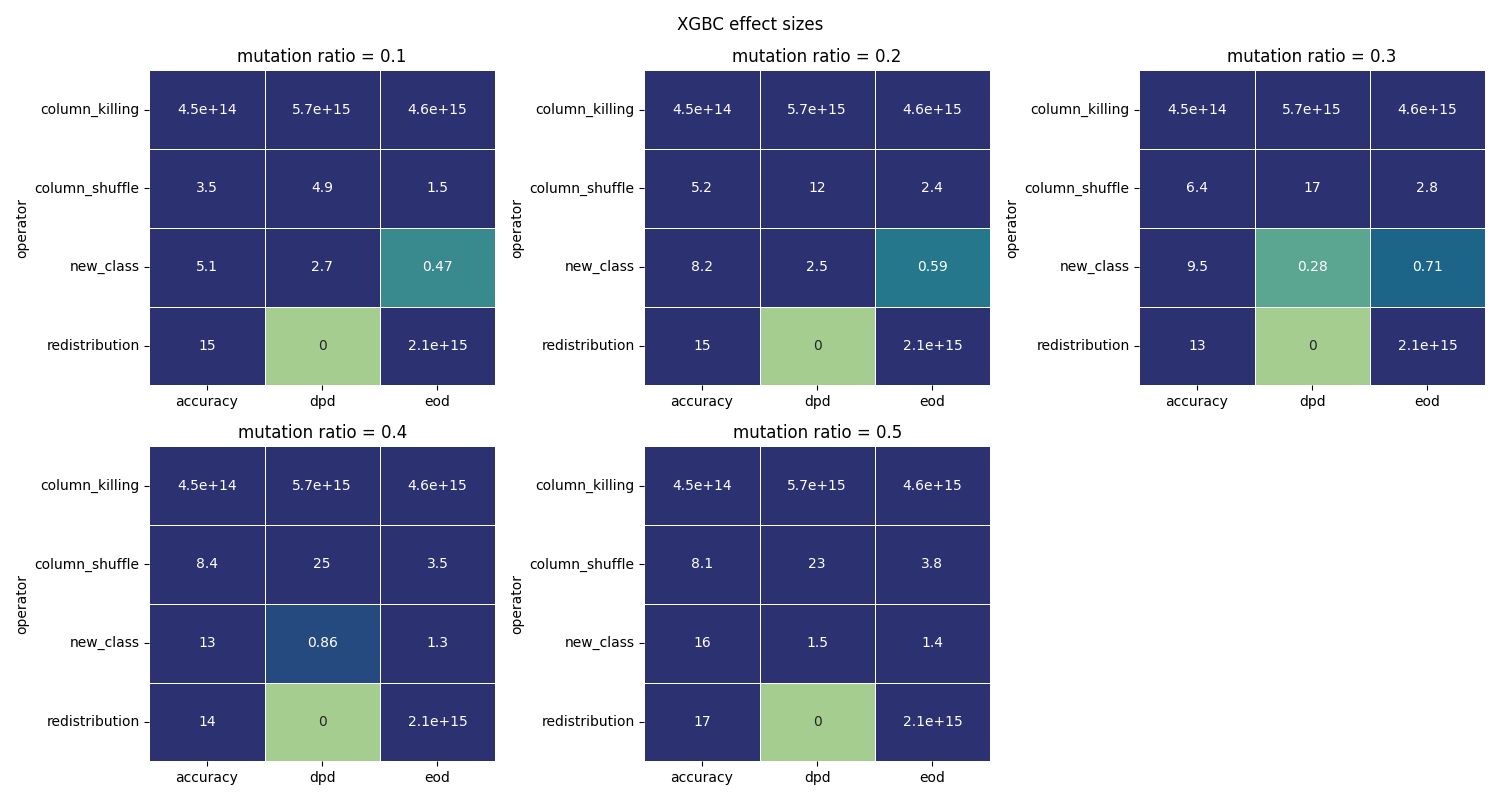 XGBC effect sizes
mutation ratio = 0.1
operator
column_killing 4.5e+14 5.7e+15 4.6e+15
column_shuffle 3.5 4.9 1.5
new_class 5.1 2.7 0.47
redistribution 15 0 2.1e+15
accuracy dpd eod
mutation ratio = 0.2
operator
column_killing 4.5e+14 5.7e+15 4.6e+15
column_shuffle 5.2 12 2.4
new_class 8.2 2.5 0.59
redistribution 15 0 2.1e+15
accuracy dpd eod
mutation ratio = 0.3
operator
column_killing 4.5e+14 5.7e+15 4.6e+15
column_shuffle 6.4 17 2.8
new_class 9.5 0.28 0.71
redistribution 13 0 2.1e+15
accuracy dpd eod
mutation ratio = 0.4
operator
column_killing 4.5e+14 5.7e+15 4.6e+15
column_shuffle 8.4 25 3.5
new_class 13 0.86 1.3
redistribution 14 0 2.1e+15
accuracy dpd eod
mutation ratio = 0.5
operator
column_killing 4.5e+14 5.7e+15 4.6e+15
column_shuffle 8.1 23 3.8
new_class 16 1.5 1.4
redistribution 17 0 2.1e+15
accuracy dpd eod